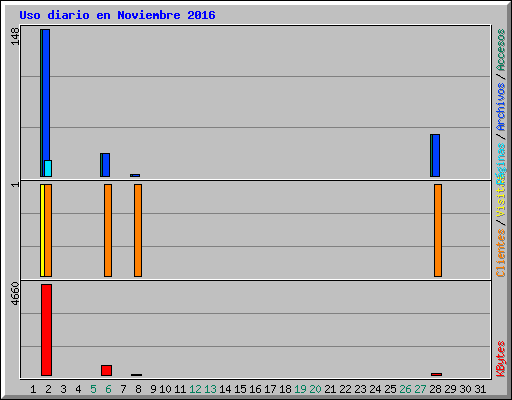 Uso diario en Noviembre 2016
148
1
4660
Accesos / Archivos / Páginas
Clientes / Visitas
KBytes
1 2 3 4 5 6 7 8 9 10 11 12 13 14 15 16 17 18 19 20 21 22 23 24 25 26 27 28 29 30 31